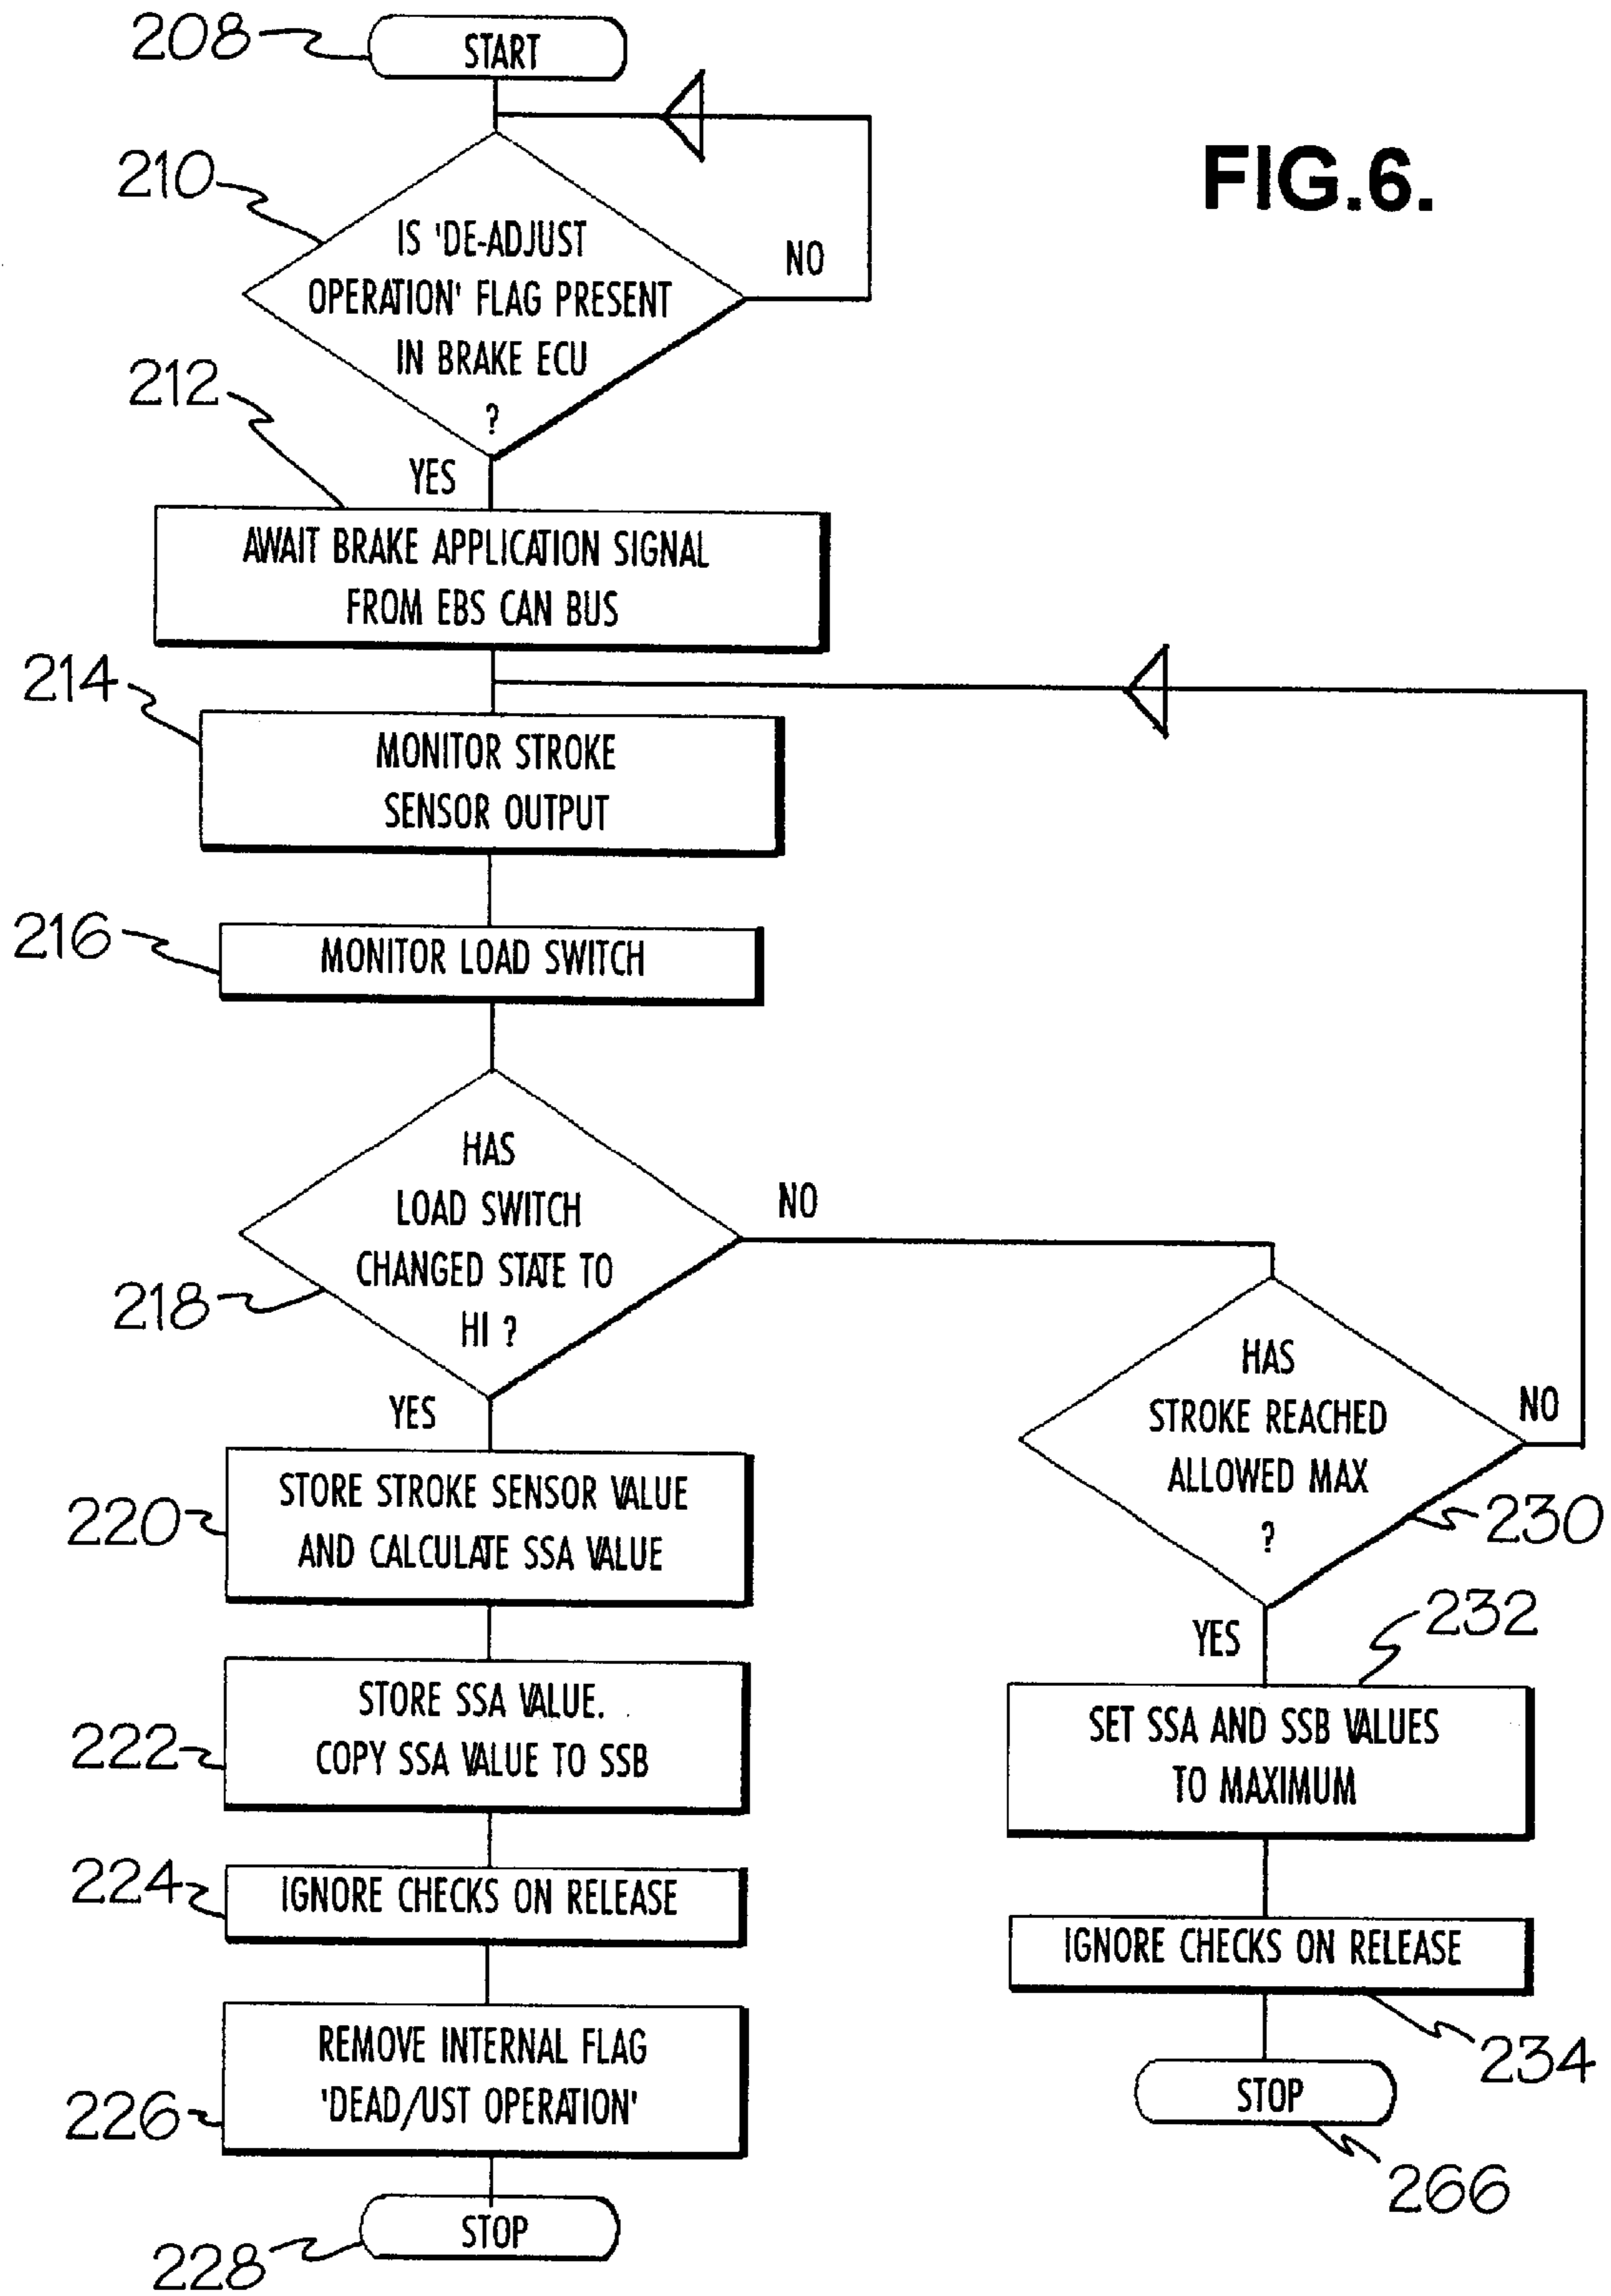 208
START
FIG.6.
210
IS 'DE-ADJUST
OPERATION' FLAG PRESENT
IN BRAKE ECU
?
NO
YES
212
AWAIT BRAKE APPLICATION SIGNAL
FROM EBS CAN BUS
214
MONITOR STROKE
SENSOR OUTPUT
216
MONITOR LOAD SWITCH
HAS
LOAD SWITCH
CHANGED STATE TO
HI ?
218
NO
YES
HAS
STROKE REACHED
ALLOWED MAX
?
NO
230
YES
220
STORE STROKE SENSOR VALUE
AND CALCULATE SSA VALUE
232
SET SSA AND SSB VALUES
TO MAXIMUM
222
STORE SSA VALUE.
COPY SSA VALUE TO SSB
224
IGNORE CHECKS ON RELEASE
IGNORE CHECKS ON RELEASE
234
226
REMOVE INTERNAL FLAG
'DEAD/UST OPERATION'
STOP
266
STOP
228